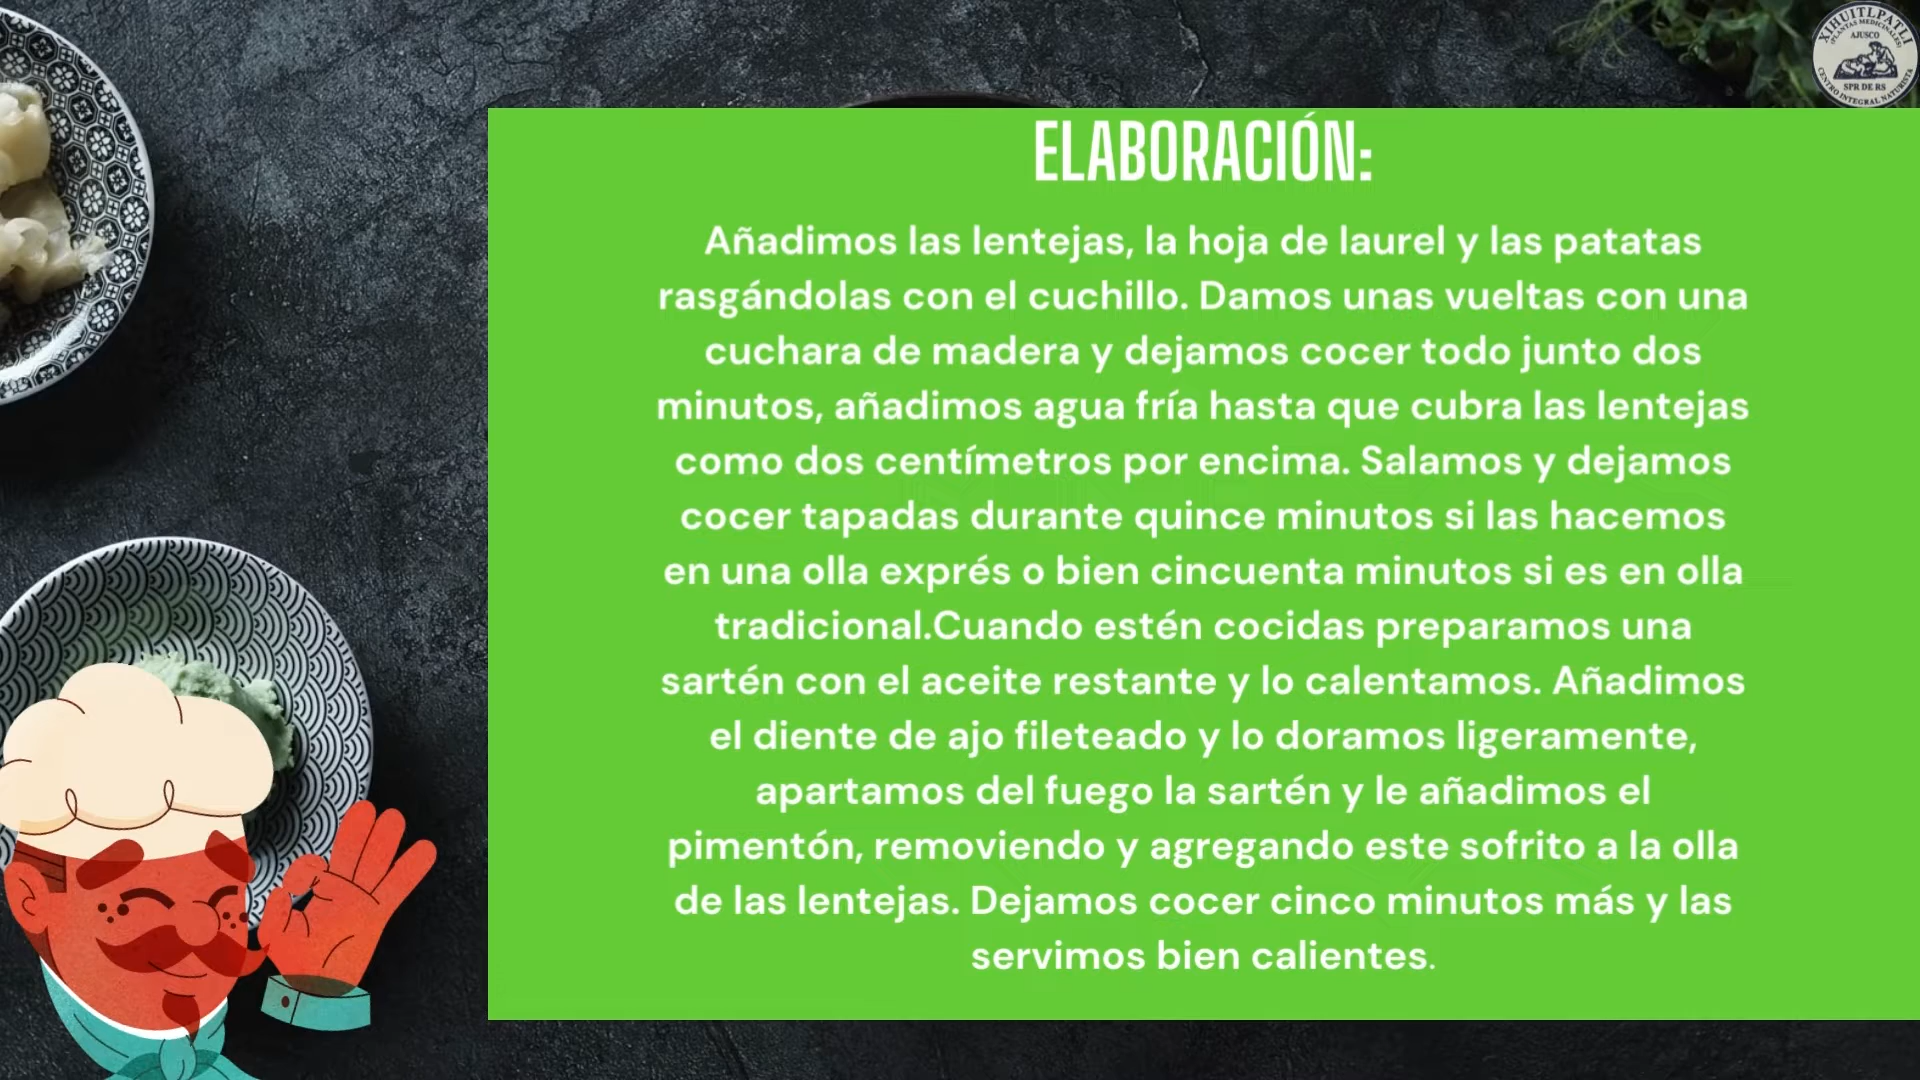 XIHUITLPATLI
(PLANTAS MEDICINALES)
AJUSCO
SPR DE RS
CENTRO INTEGRAL NATURISTA
ELABORACIÓN:
Añadimos las lentejas, la hoja de laurel y las patatas
rasgándolas con el cuchillo. Damos unas vueltas con una
cuchara de madera y dejamos cocer todo junto dos
minutos, añadimos agua fría hasta que cubra las lentejas
como dos centímetros por encima. Salamos y dejamos
cocer tapadas durante quince minutos si las hacemos
en una olla exprés o bien cincuenta minutos si es en olla
tradicional.Cuando estén cocidas preparamos una
sartén con el aceite restante y lo calentamos. Añadimos
el diente de ajo fileteado y lo doramos ligeramente,
apartamos del fuego la sartén y le añadimos el
pimentón, removiendo y agregando este sofrito a la olla
de las lentejas. Dejamos cocer cinco minutos más y las
servimos bien calientes.